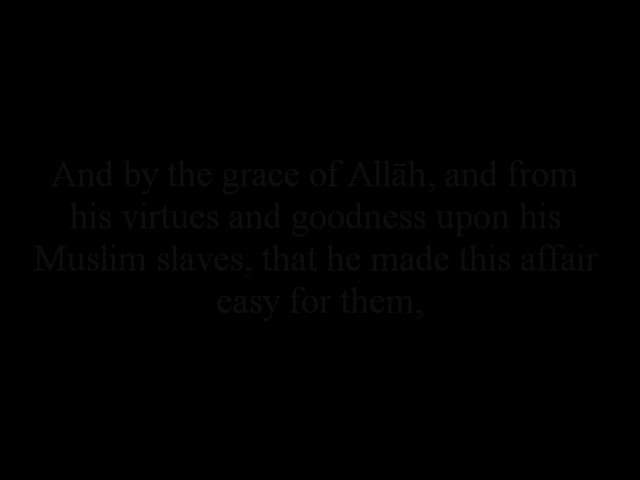 And by the grace of Allāh, and from
his virtues and goodness upon his
Muslim slaves, that he made this affair
easy for them,